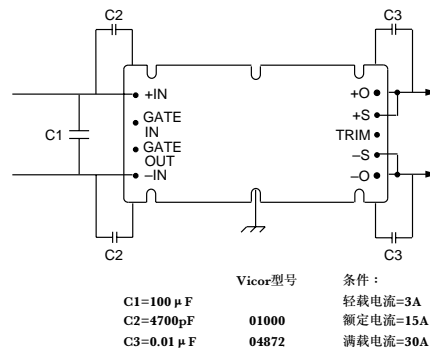 C2 C3
+IN +O
GATE IN +S
C1 TRIM
GATE OUT −S
−IN −O
C2 C3
Vicor型号 条件：
C1=100μF 轻载电流=3A
C2=4700pF 01000 额定电流=15A
C3=0.01μF 04872 满载电流=30A